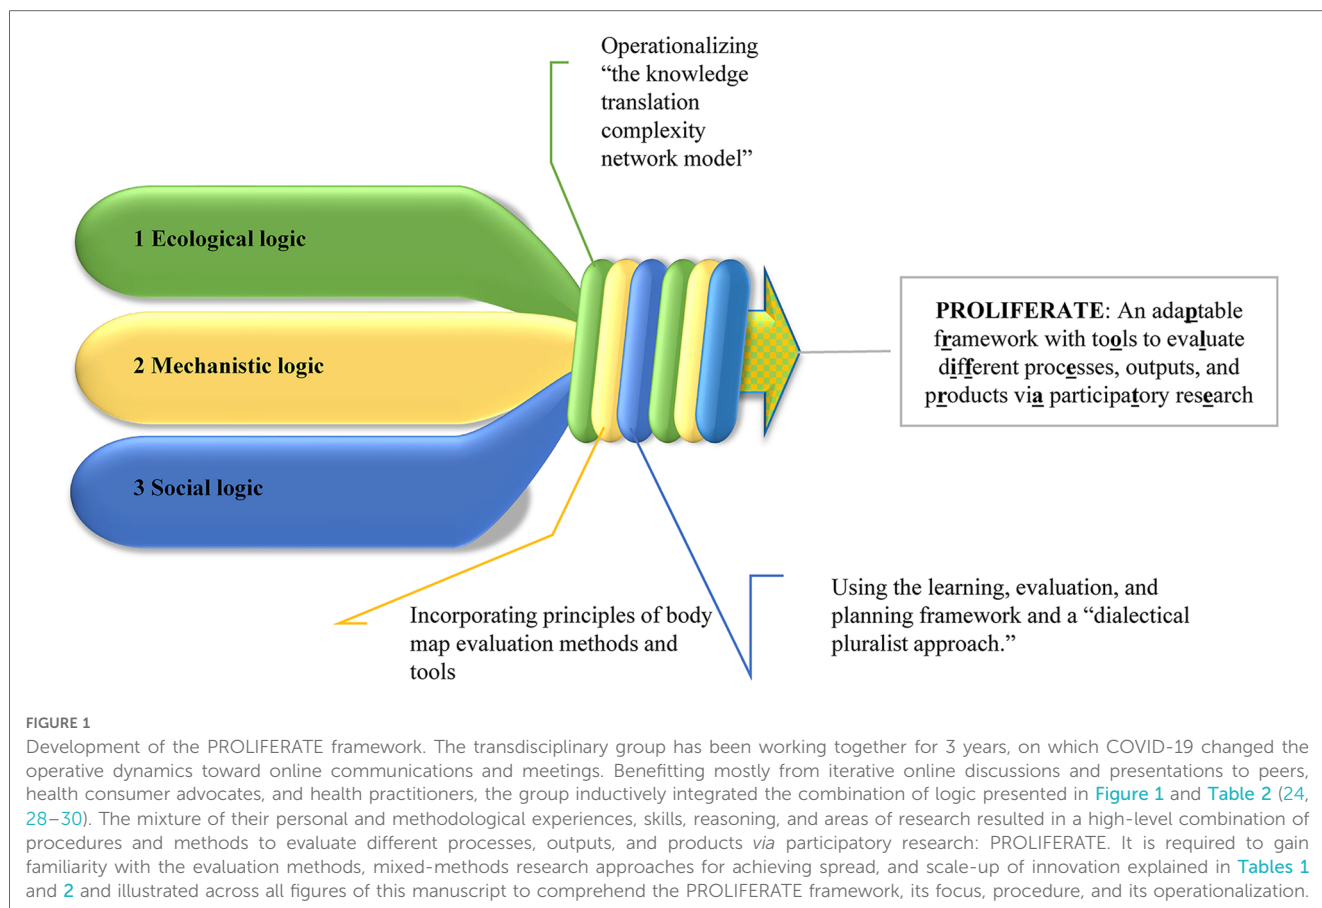 Operationalizing
“the knowledge
translation
complexity
network model”
1 Ecological logic
2 Mechanistic logic
3 Social logic
PROLIFERATE: An adaptable
framework with tools to evaluate
different processes, outputs, and
products via participatory research
Incorporating principles of body
map evaluation methods and
tools
Using the learning, evaluation, and
planning framework and a “dialectical
pluralist approach.”
FIGURE 1
Development of the PROLIFERATE framework. The transdisciplinary group has been working together for 3 years, on which COVID-19 changed the
operative dynamics toward online communications and meetings. Benefitting mostly from iterative online discussions and presentations to peers,
health consumer advocates, and health practitioners, the group inductively integrated the combination of logic presented in Figure 1 and Table 2 (24,
28–30). The mixture of their personal and methodological experiences, skills, reasoning, and areas of research resulted in a high-level combination of
procedures and methods to evaluate different processes, outputs, and products via participatory research: PROLIFERATE. It is required to gain
familiarity with the evaluation methods, mixed-methods research approaches for achieving spread, and scale-up of innovation explained in Tables 1
and 2 and illustrated across all figures of this manuscript to comprehend the PROLIFERATE framework, its focus, procedure, and its operationalization.